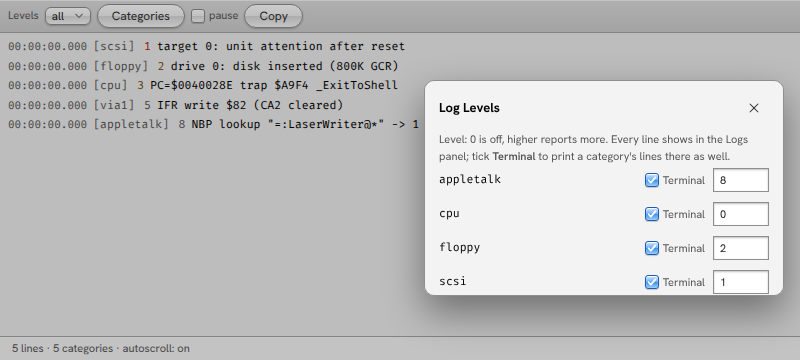 Levels all Categories pause Copy
00:00:00.000 [scsi] 1 target 0: unit attention after reset
00:00:00.000 [floppy] 2 drive 0: disk inserted (800K GCR)
00:00:00.000 [cpu] 3 PC=$0040028E trap $A9F4 _ExitToShell
00:00:00.000 [via1] 5 IFR write $82 (CA2 cleared)
00:00:00.000 [appletalk] 8 NBP lookup "=:LaserWriter@*" -> 1
Log Levels
Level: 0 is off, higher reports more. Every line shows in the Logs
panel; tick Terminal to print a category's lines there as well.
appletalk Terminal 8
cpu Terminal 0
floppy Terminal 2
scsi Terminal 1
5 lines · 5 categories · autoscroll: on